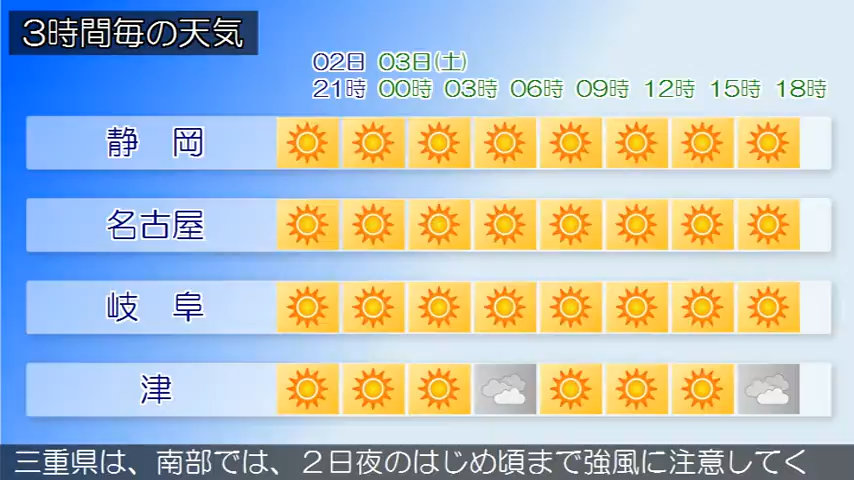 3時間毎の天気
02日 03日(土)
21時 00時 03時 06時 09時 12時 15時 18時
静 岡
名古屋
岐 阜
津
三重県は、南部では、２日夜のはじめ頃まで強風に注意してく